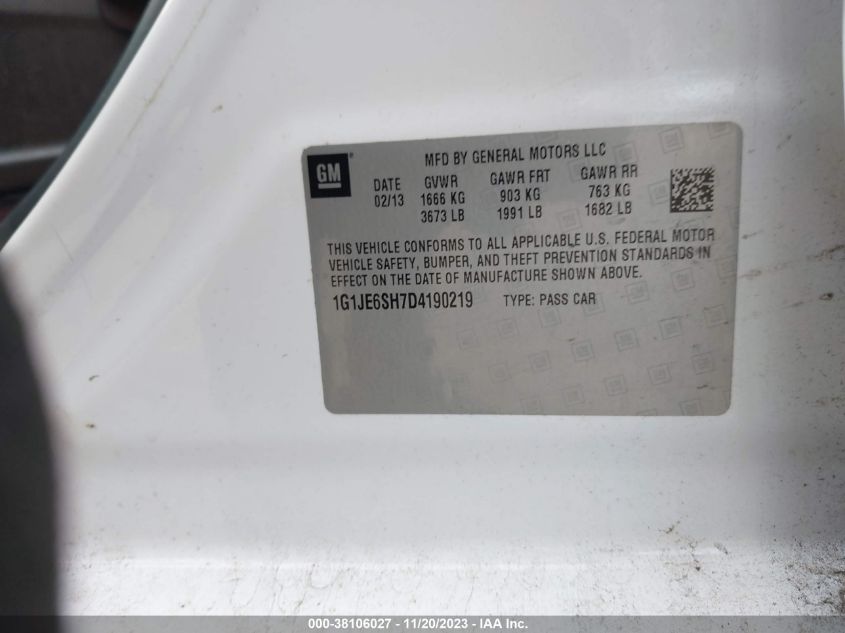 GM
MFD BY GENERAL MOTORS LLC
DATE GVWR GAWR FRT GAWR RR
02/13 1666 KG 903 KG 763 KG
3673 LB 1991 LB 1682 LB
THIS VEHICLE CONFORMS TO ALL APPLICABLE U.S. FEDERAL MOTOR
VEHICLE SAFETY, BUMPER, AND THEFT PREVENTION STANDARDS IN
EFFECT ON THE DATE OF MANUFACTURE SHOWN ABOVE.
1G1JE6SH7D4190219 TYPE: PASS CAR
000-38106027 - 11/20/2023 - IAA Inc.